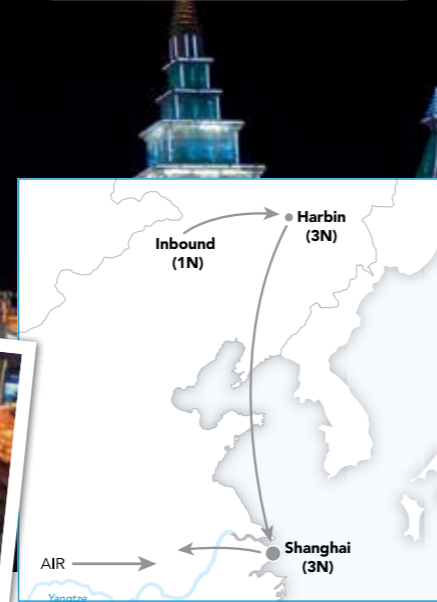 Harbin
(3N)
Inbound
(1N)
Shanghai
(3N)
AIR
Yangtze